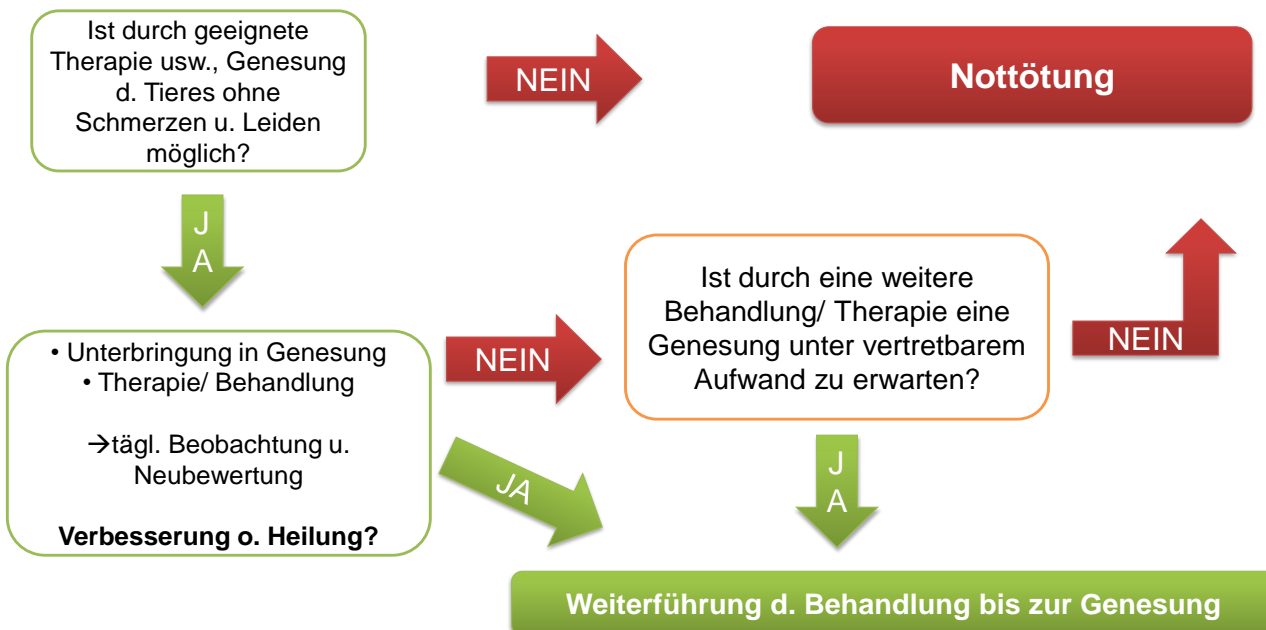 Ist durch geeignete
Therapie usw., Genesung
d. Tieres ohne
Schmerzen u. Leiden
möglich?
NEIN
Nottötung
J
A
• Unterbringung in Genesung
• Therapie/ Behandlung
→tägl. Beobachtung u.
Neubewertung
Verbesserung o. Heilung?
NEIN
JA
Ist durch eine weitere
Behandlung/ Therapie eine
Genesung unter vertretbarem
Aufwand zu erwarten?
NEIN
J
A
Weiterführung d. Behandlung bis zur Genesung